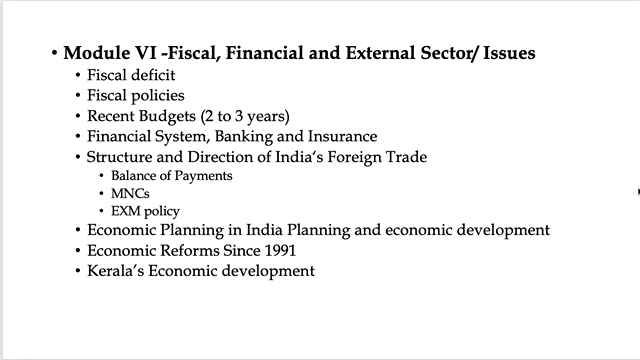 • Module VI -Fiscal, Financial and External Sector/ Issues
• Fiscal deficit
• Fiscal policies
• Recent Budgets (2 to 3 years)
• Financial System, Banking and Insurance
• Structure and Direction of India's Foreign Trade
• Balance of Payments
• MNCs
• EXM policy
• Economic Planning in India Planning and economic development
• Economic Reforms Since 1991
• Kerala's Economic development